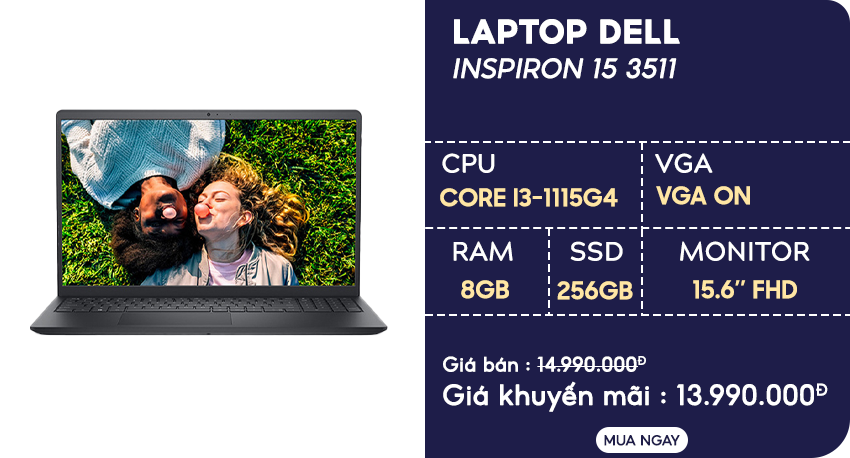 LAPTOP DELL
INSPIRON 15 3511
CPU
CORE I3-1115G4
VGA
VGA ON
RAM
8GB
SSD
256GB
MONITOR
15.6" FHD
Giá bán : 14.990.000Đ
Giá khuyến mãi : 13.990.000Đ
MUA NGAY